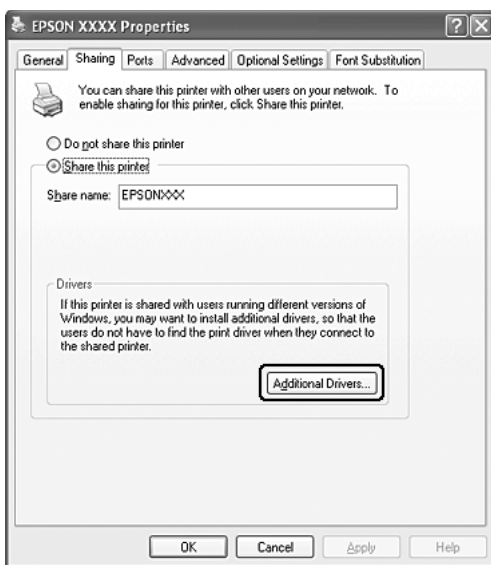 EPSON XXXX Properties
General Sharing Ports Advanced Optional Settings Font Substitution
You can share this printer with other users on your network. To
enable sharing for this printer, click Share this printer.
Do not share this printer
Share this printer
Share name: EPSONXXX
Drivers
If this printer is shared with users running different versions of
Windows, you may want to install additional drivers, so that the
users do not have to find the print driver when they connect to
the shared printer.
Additional Drivers...
OK Cancel Apply Help